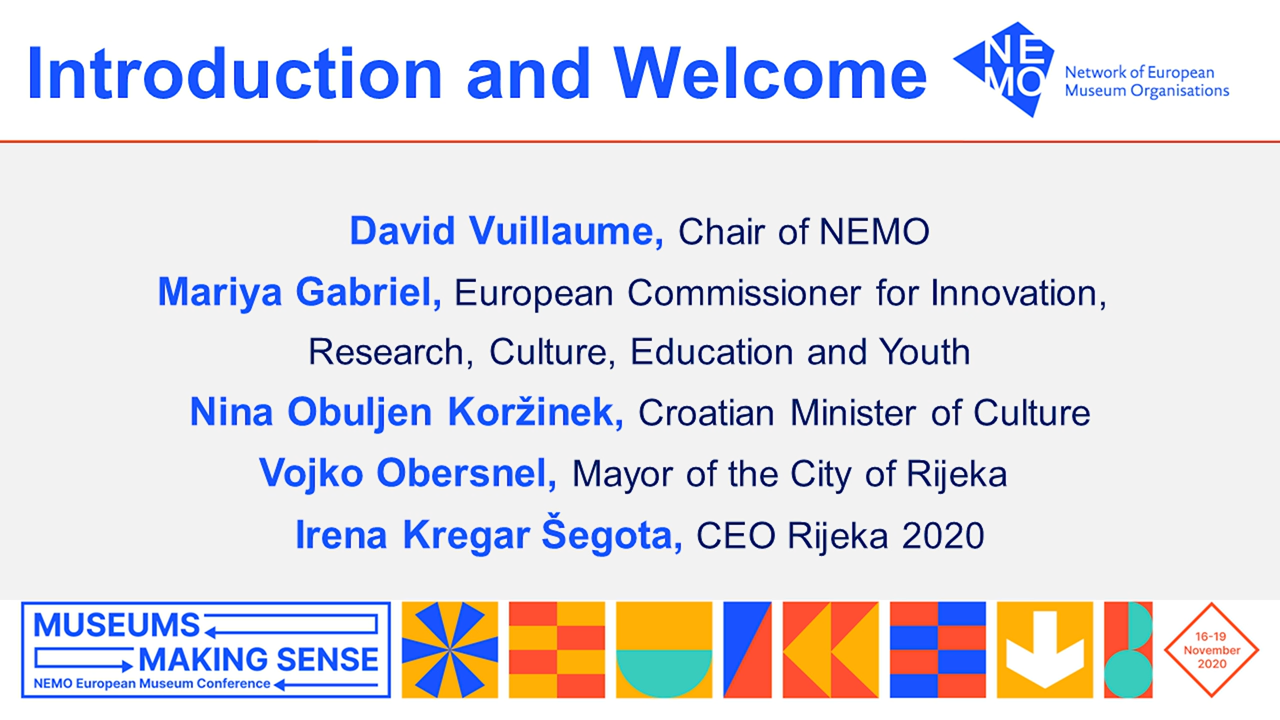 Introduction and Welcome
NE
MO
Network of European
Museum Organisations
David Vuillaume, Chair of NEMO
Mariya Gabriel, European Commissioner for Innovation,
Research, Culture, Education and Youth
Nina Obuljen Koržinek, Croatian Minister of Culture
Vojko Obersnel, Mayor of the City of Rijeka
Irena Kregar Šegota, CEO Rijeka 2020
MUSEUMS
MAKING SENSE
NEMO European Museum Conference
16-19
November
2020